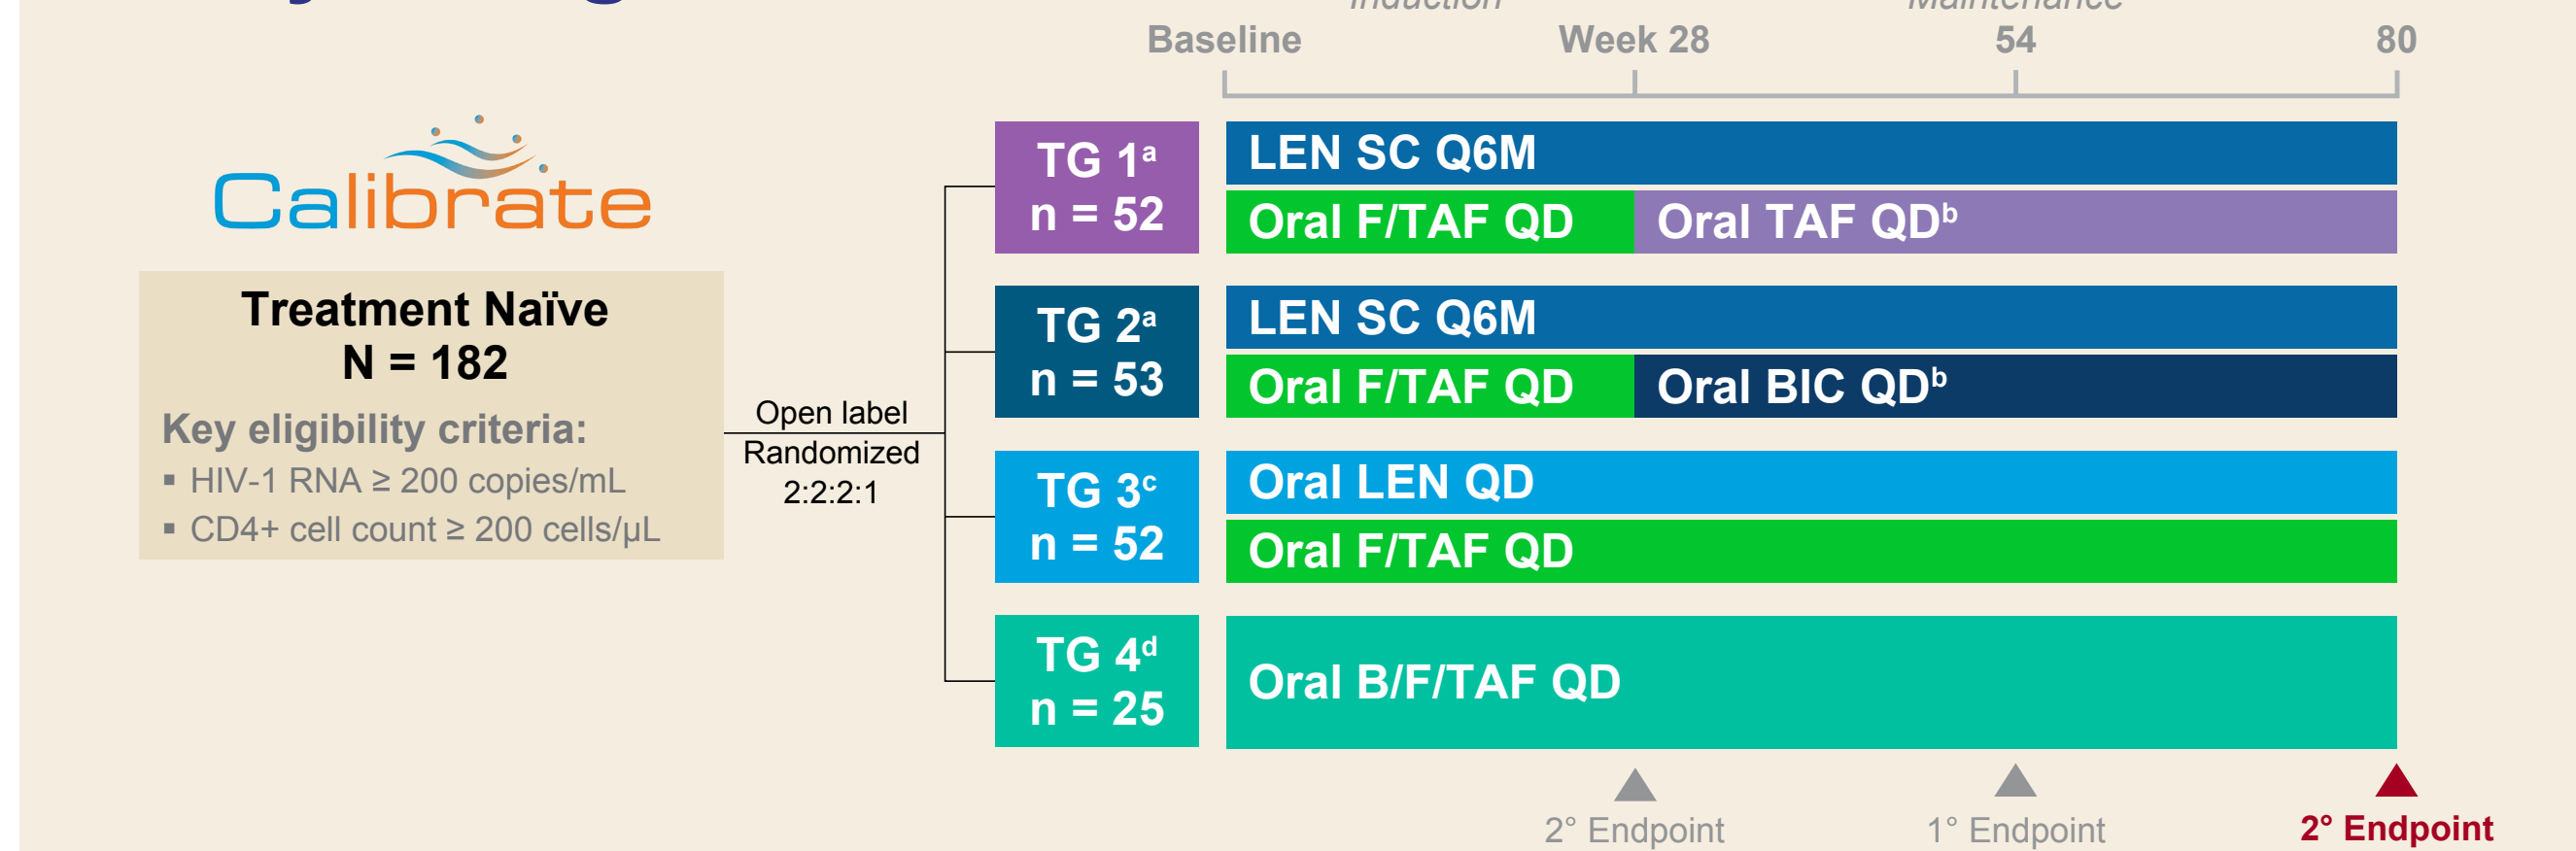 Induction
Maintenance
Baseline
Week 28
54
80
Calibrate
Treatment Naïve
N = 182
Key eligibility criteria:
▪ HIV-1 RNA ≥ 200 copies/mL
▪ CD4+ cell count ≥ 200 cells/µL
Open label
Randomized
2:2:2:1
TG 1ᵃ
n = 52
LEN SC Q6M
Oral F/TAF QD
Oral TAF QDᵇ
TG 2ᵃ
n = 53
LEN SC Q6M
Oral F/TAF QD
Oral BIC QDᵇ
TG 3ᶜ
n = 52
Oral LEN QD
Oral F/TAF QD
TG 4ᵈ
n = 25
Oral B/F/TAF QD
2° Endpoint
1° Endpoint
2° Endpoint